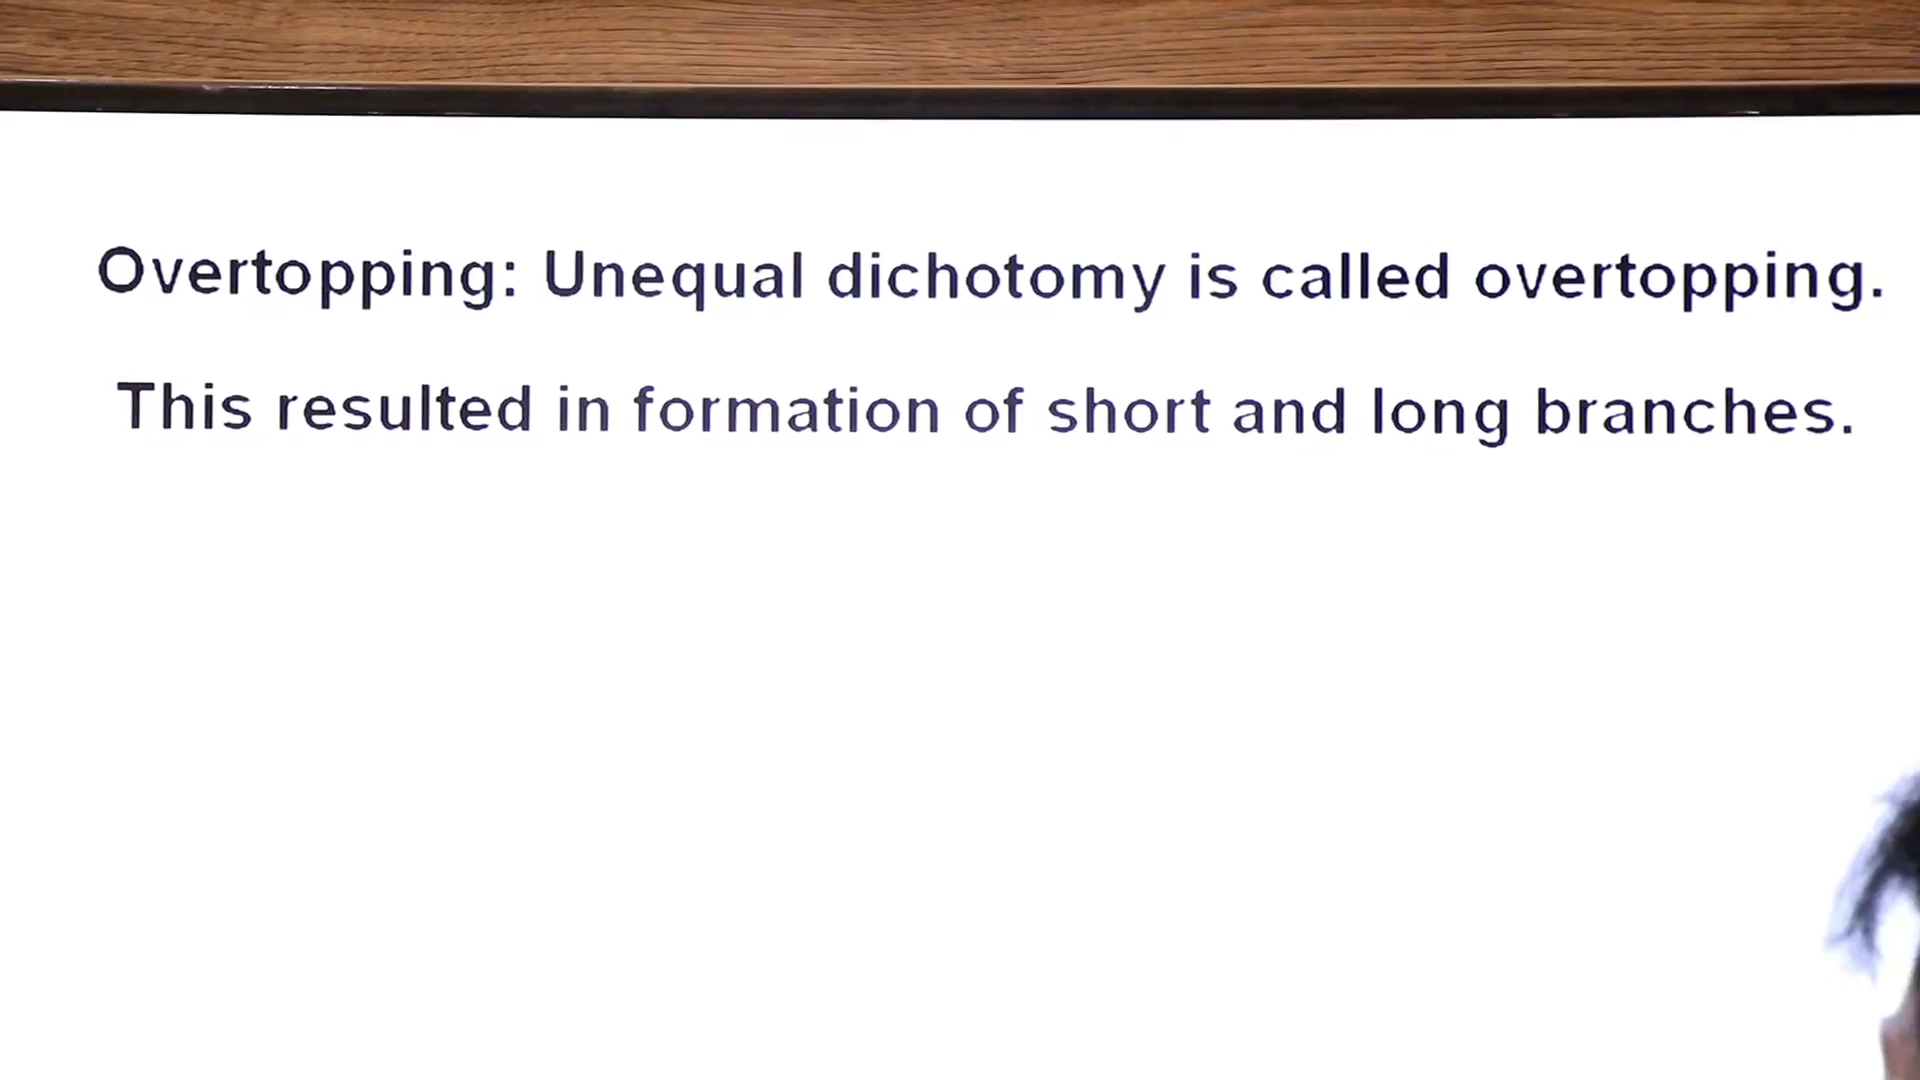 Overtopping: Unequal dichotomy is called overtopping.
This resulted in formation of short and long branches.